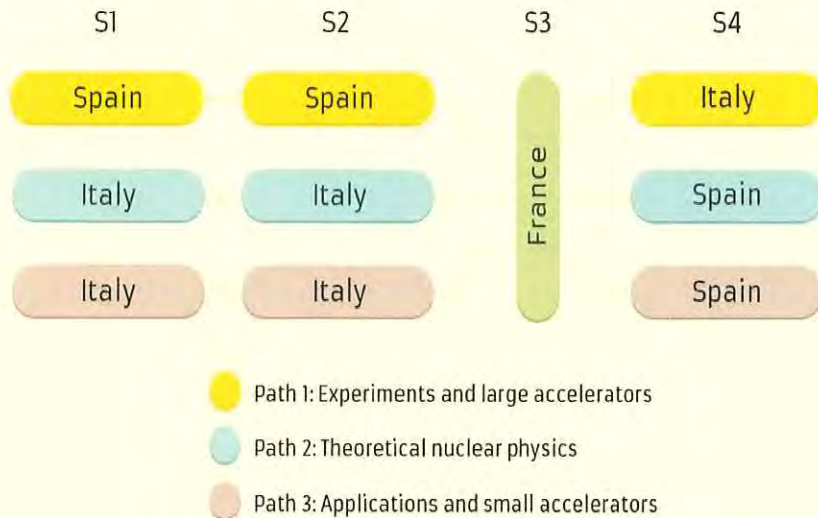 S1 S2 S3 S4
Spain Spain Italy
Italy Italy France Spain
Italy Italy Spain
Path 1: Experiments and large accelerators
Path 2: Theoretical nuclear physics
Path 3: Applications and small accelerators